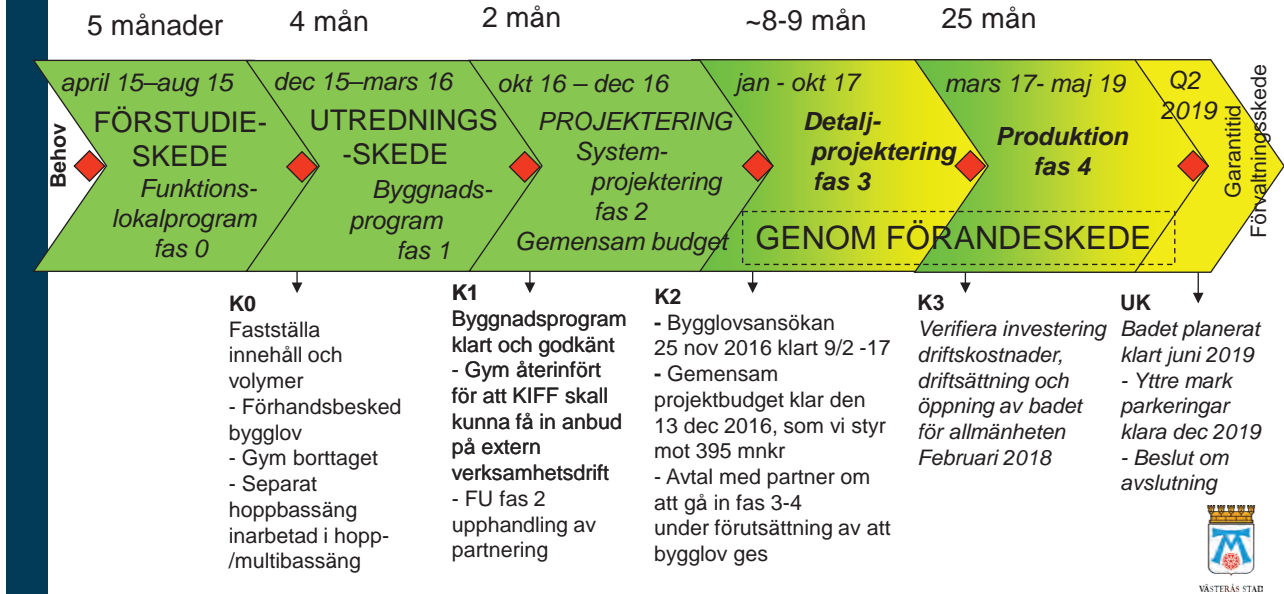 5 månader
4 mån
2 mån
~8-9 mån
25 mån
Behov
april 15–aug 15
FÖRSTUDIE-
SKEDE
Funktions-
lokalprogram
fas 0
dec 15–mars 16
UTREDNINGS
-SKEDE
Byggnads-
program
fas 1
okt 16 – dec 16
PROJEKTERING
System-
projektering
fas 2
Gemensam budget
jan - okt 17
Detalj-
projektering
fas 3
mars 17- maj 19
Produktion
fas 4
GENOM FÖRANDESKEDE
Q2
2019
Garantitid
Förvaltningsskede
K0
Fastställa
innehåll och
volymer
- Förhandsbesked
bygglov
- Gym borttaget
- Separat
hoppbassäng
inarbetad i hopp-
/multibassäng
K1
Byggnadsprogram
klart och godkänt
- Gym återinfört
för att KIFF skall
kunna få in anbud
på extern
verksamhetsdrift
- FU fas 2
upphandling av
partnering
K2
- Bygglovsansökan
25 nov 2016 klart 9/2 -17
- Gemensam
projektbudget klar den
13 dec 2016, som vi styr
mot 395 mnkr
- Avtal med partner om
att gå in fas 3-4
under förutsättning av att
bygglov ges
K3
Verifiera investering
driftskostnader,
driftsättning och
öppning av badet
för allmänheten
Februari 2018
UK
Badet planerat
klart juni 2019
- Yttre mark
parkeringar
klara dec 2019
- Beslut om
avslutning
VÄSTERÅS STAD